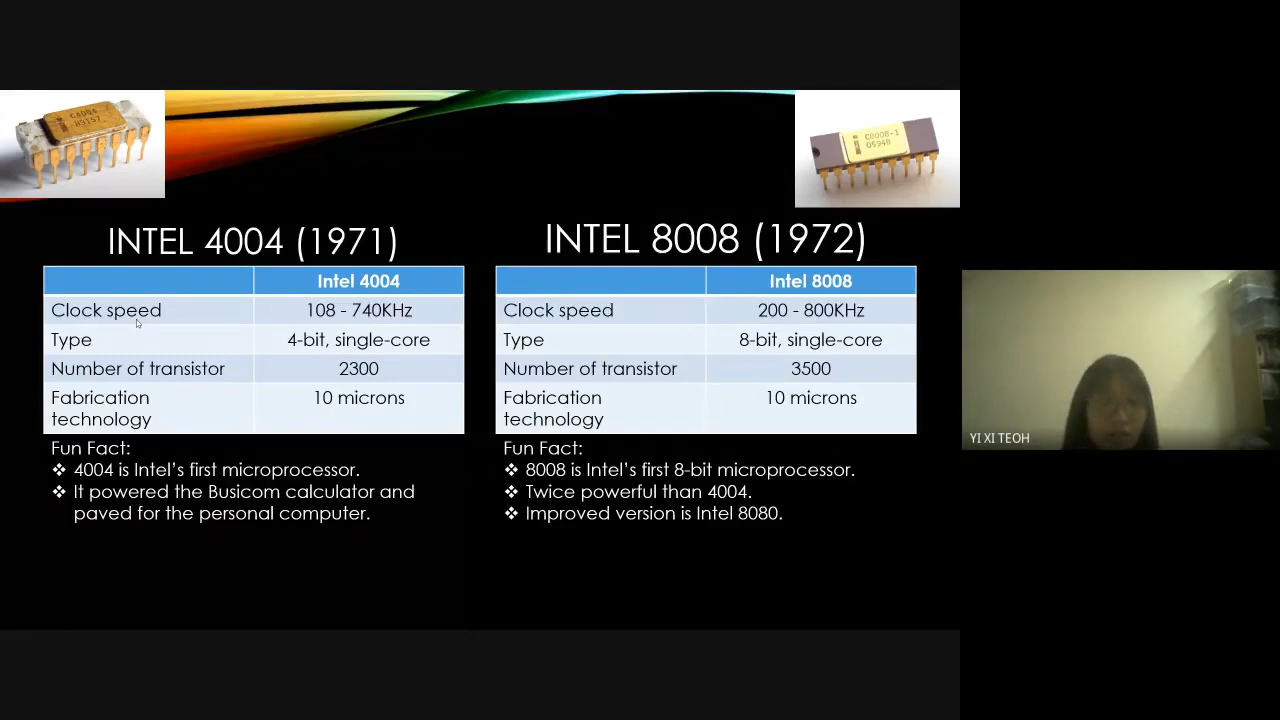 C4004
C8008-1
INTEL 4004 (1971)
Intel 4004
Clock speed 108 - 740KHz
Type 4-bit, single-core
Number of transistor 2300
Fabrication 10 microns
technology
Fun Fact:
❖ 4004 is Intel’s first microprocessor.
❖ It powered the Busicom calculator and
paved for the personal computer.
INTEL 8008 (1972)
Intel 8008
Clock speed 200 - 800KHz
Type 8-bit, single-core
Number of transistor 3500
Fabrication 10 microns
technology
Fun Fact:
❖ 8008 is Intel’s first 8-bit microprocessor.
❖ Twice powerful than 4004.
❖ Improved version is Intel 8080.
YI XI TEOH